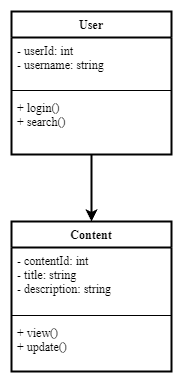 User
- userId: int
- username: string
+ login()
+ search()
Content
- contentId: int
- title: string
- description: string
+ view()
+ update()